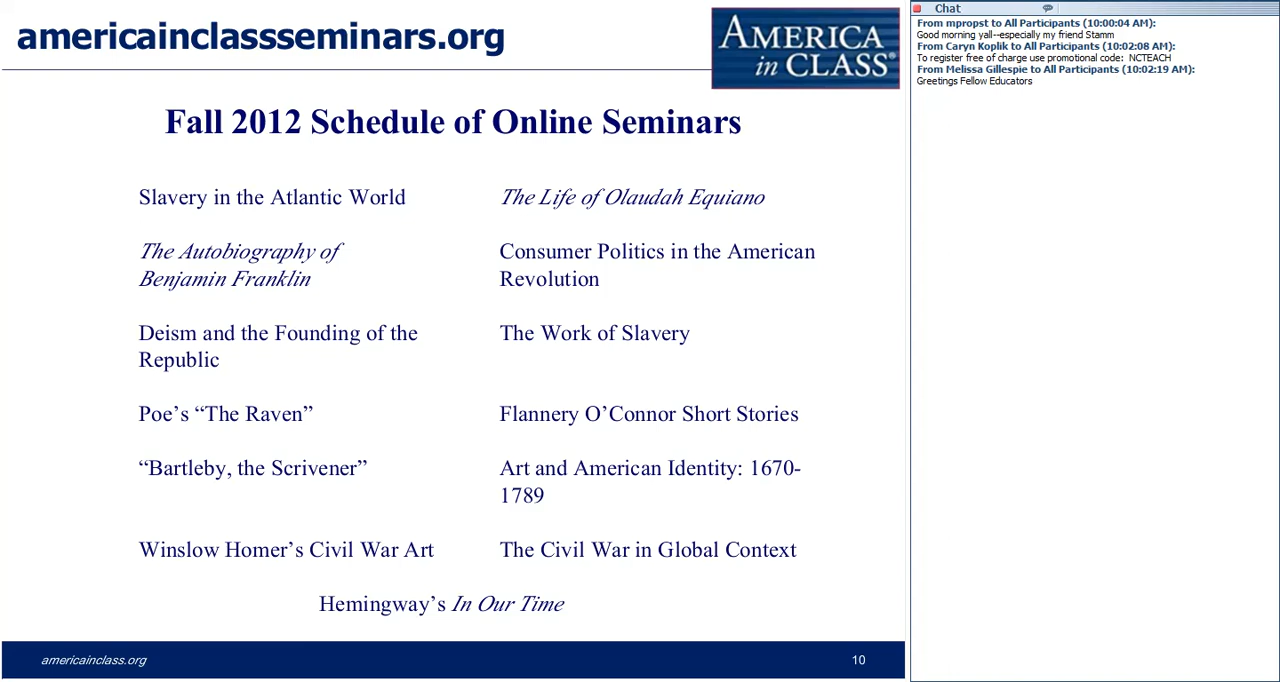 americainclassseminars.org
AMERICA
in CLASS®
Fall 2012 Schedule of Online Seminars
Slavery in the Atlantic World
The Life of Olaudah Equiano
The Autobiography of
Benjamin Franklin
Consumer Politics in the American
Revolution
Deism and the Founding of the
Republic
The Work of Slavery
Poe’s “The Raven”
Flannery O’Connor Short Stories
“Bartleby, the Scrivener”
Art and American Identity: 1670-
1789
Winslow Homer’s Civil War Art
The Civil War in Global Context
Hemingway’s In Our Time
americainclass.org
10
Chat
From mpropst to All Participants (10:00:04 AM):
Good morning yall--especially my friend Stamm
From Caryn Koplik to All Participants (10:02:08 AM):
To register free of charge use promotional code: NCTEACH
From Melissa Gillespie to All Participants (10:02:19 AM):
Greetings Fellow Educators